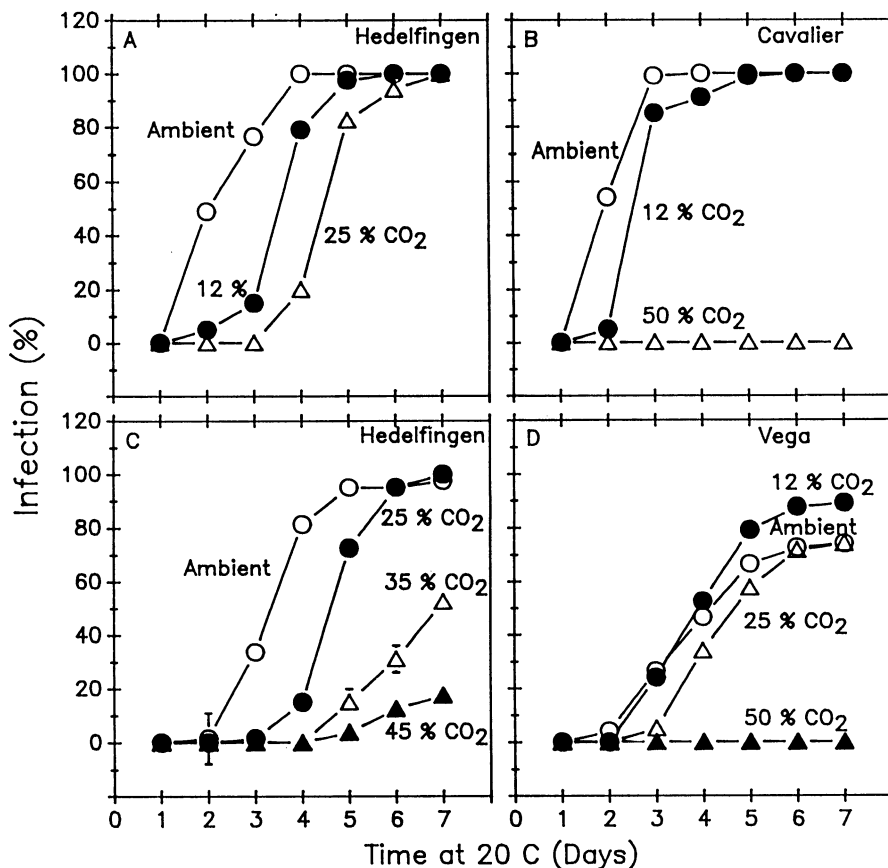 Infection (%)
120
100
80
60
40
20
0
A
Hedelfingen
Ambient
12 %
25 % CO2
B
Cavalier
Ambient
12 % CO2
50 % CO2
120
100
80
60
40
20
0
C
Hedelfingen
25 % CO2
Ambient
35 % CO2
45 % CO2
D
Vega
12 % CO2
Ambient
25 % CO2
50 % CO2
0 1 2 3 4 5 6 7
0 1 2 3 4 5 6 7
Time at 20 C (Days)